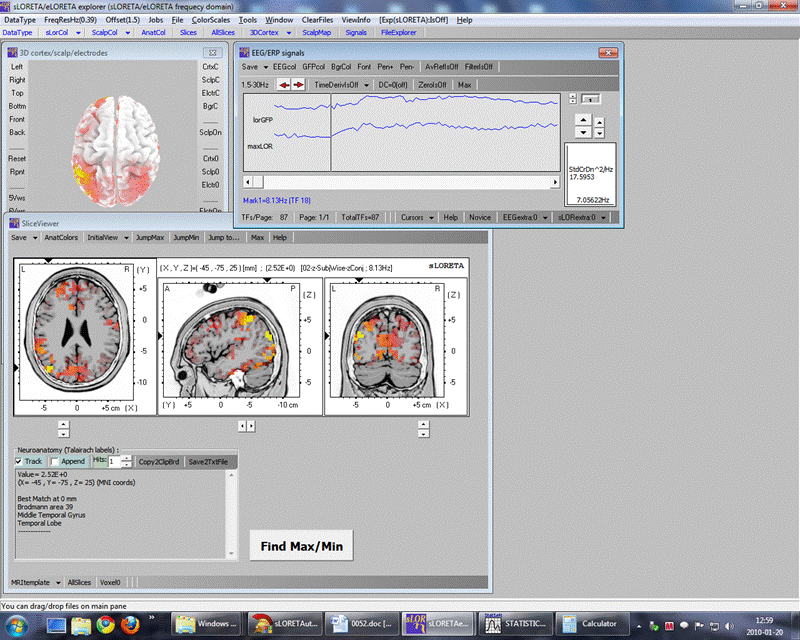 sLORETA/eLORETA explorer (sLORETA/eLORETA frequecy domain)
DataType FreqResHz(0.39) Offset(1.5) Jobs File ColorScales Tools Window ClearFiles ViewInfo [Exp(sLORETA):IsOff] Help
DataType sLorCol ScalpCol AnatCol Slices AllSlices 3DCortex ScalpMap Signals FileExplorer
3D cortex/scalp/electrodes
Left CrtxC
Right SclpC
Top ElctrC
Bottm BgrC
Front
Back SclpOn
Reset Crtx0
Rpnt Sclp0
Elctr0
5Vws
ElctrOn
EEG/ERP signals
Save EEGcol GFPcol BgrCol Font Pen+ Pen- AvRefIsOff FilterIsOff
1.5-30Hz TimeDerivIsOff DC=0(off) ZeroIsOff Max
lorGFP
maxLOR
StdCrDn^2/Hz
17.5953
7.05622Hz
Mark1=8.13Hz (TF 18)
TFs/Page: 87 Page: 1/1 TotalTFs=87 Cursors Help Novice EEGextra:0 sLORextra:0
SliceViewer
Save AnatColors InitialView JumpMax JumpMin Jump to... Max Help
(X, Y, Z)=( -45 , -75 , 25 ) [mm] ; (2.52E+0) [02-z-Sub|Wise-zConj ; 8.13Hz] sLORETA
L R (Y) A P (Z) L R (Z)
+5 +5 +5
0 0 0
-5 -5 -5
-10
-5 0 +5 cm (X) (Y) +5 0 -5 -10 cm -5 0 +5 cm (X)
Neuroanatomy (Talairach labels) :
Track Append Hits: 1 Copy2ClipBrd Save2TxtFile
Value= 2.52E+0
(X= -45 , Y= -75 , Z= 25) (MNI coords)
Best Match at 0 mm
Brodmann area 39
Middle Temporal Gyrus
Temporal Lobe
-------------
Find Max/Min
MRItemplate AllSlices Voxel0
You can drag/drop files on main pane
Windows ... sLORETAut... 0052.doc [... sLORETAe... STATISTIC... Calculator
12:59
2010-01-20